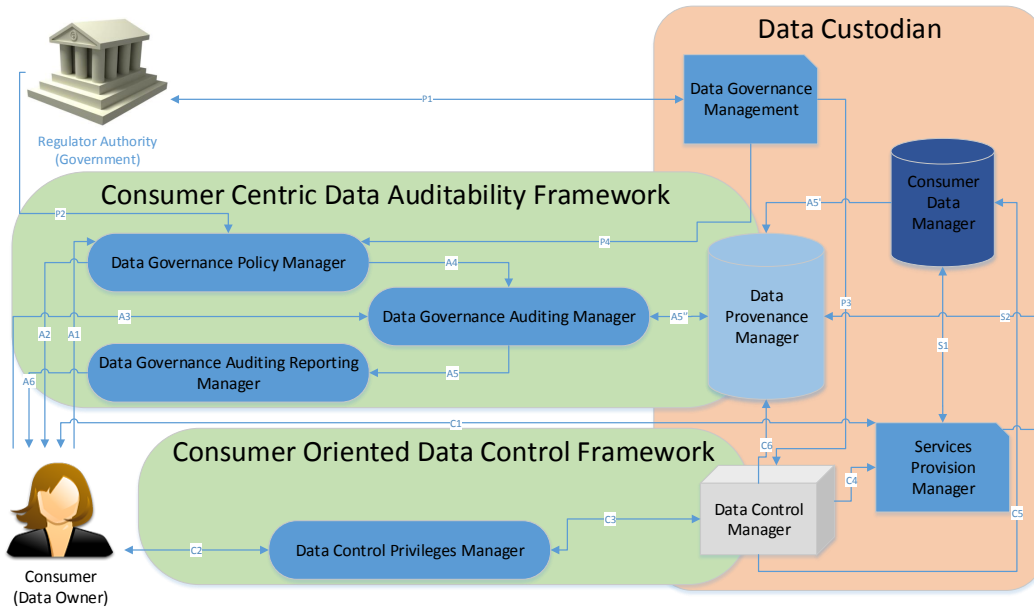 Data Custodian
Data Governance
Management
P1
Regulator Authority
(Government)
Consumer Centric Data Auditability Framework
Consumer
Data
Manager
A5'
P2
P4
Data Governance Policy Manager
A4
Data
Provenance
Manager
P3
A3
A2
A1
Data Governance Auditing Manager
A5''
S2
S1
Data Governance Auditing Reporting
Manager
A5
A6
C1
Consumer Oriented Data Control Framework
C6
Services
Provision
Manager
C4
C5
Data Control
Manager
C3
C2
Data Control Privileges Manager
Consumer
(Data Owner)